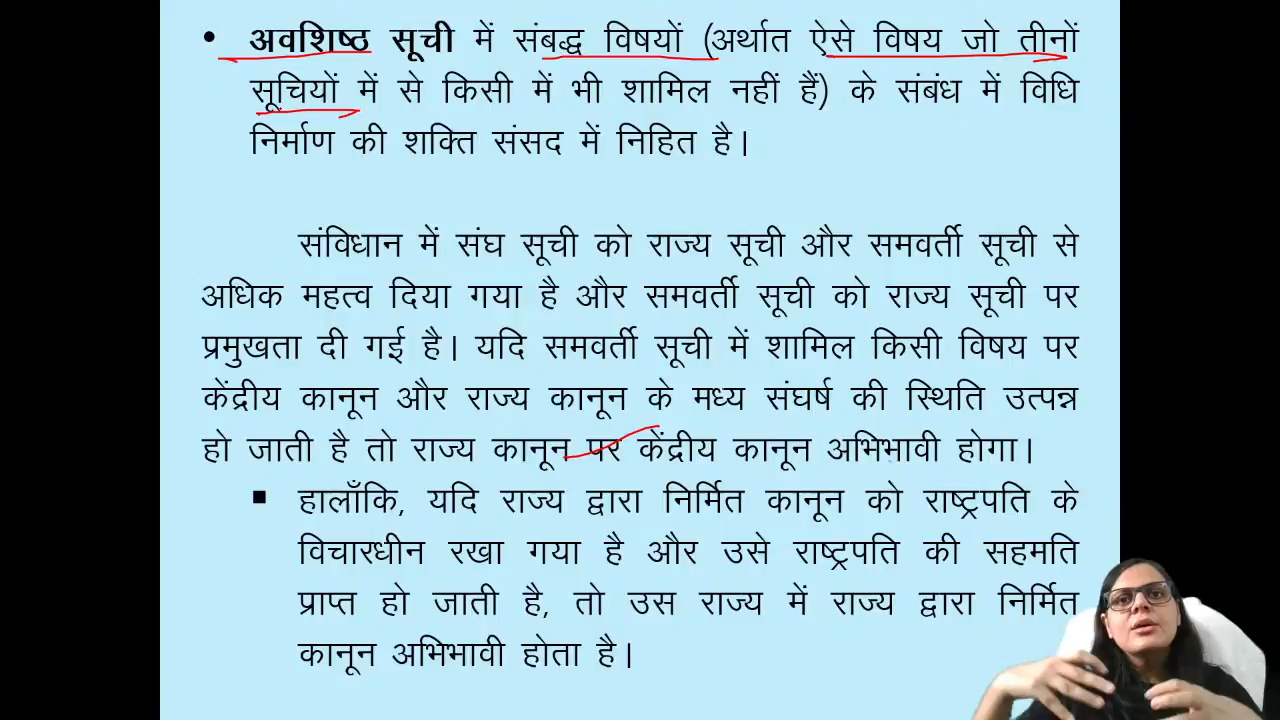 • अवशिष्ठ सूची में संबद्ध विषयों (अर्थात ऐसे विषय जो तीनों
सूचियों में से किसी में भी शामिल नहीं हैं) के संबंध में विधि
निर्माण की शक्ति संसद में निहित है।
संविधान में संघ सूची को राज्य सूची और समवर्ती सूची से
अधिक महत्व दिया गया है और समवर्ती सूची को राज्य सूची पर
प्रमुखता दी गई है। यदि समवर्ती सूची में शामिल किसी विषय पर
केंद्रीय कानून और राज्य कानून के मध्य संघर्ष की स्थिति उत्पन्न
हो जाती है तो राज्य कानून पर केंद्रीय कानून अभिभावी होगा।
▪ हालाँकि, यदि राज्य द्वारा निर्मित कानून को राष्ट्रपति के
विचारधीन रखा गया है और उसे राष्ट्रपति की सहमति
प्राप्त हो जाती है, तो उस राज्य में राज्य द्वारा निर्मित
कानून अभिभावी होता है।